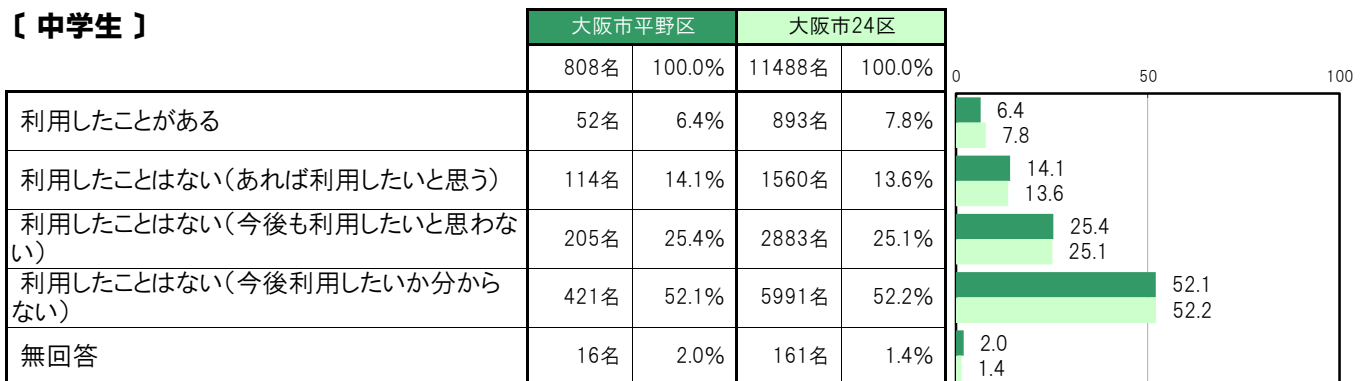 〔 中学生 〕
大阪市平野区 大阪市24区
808名 100.0% 11488名 100.0%
0 50 100
利用したことがある 52名 6.4% 893名 7.8%
6.4
7.8
利用したことはない（あれば利用したいと思う） 114名 14.1% 1560名 13.6%
14.1
13.6
利用したことはない（今後も利用したいと思わな
い） 205名 25.4% 2883名 25.1%
25.4
25.1
利用したことはない（今後利用したいか分から
ない） 421名 52.1% 5991名 52.2%
52.1
52.2
無回答 16名 2.0% 161名 1.4%
2.0
1.4